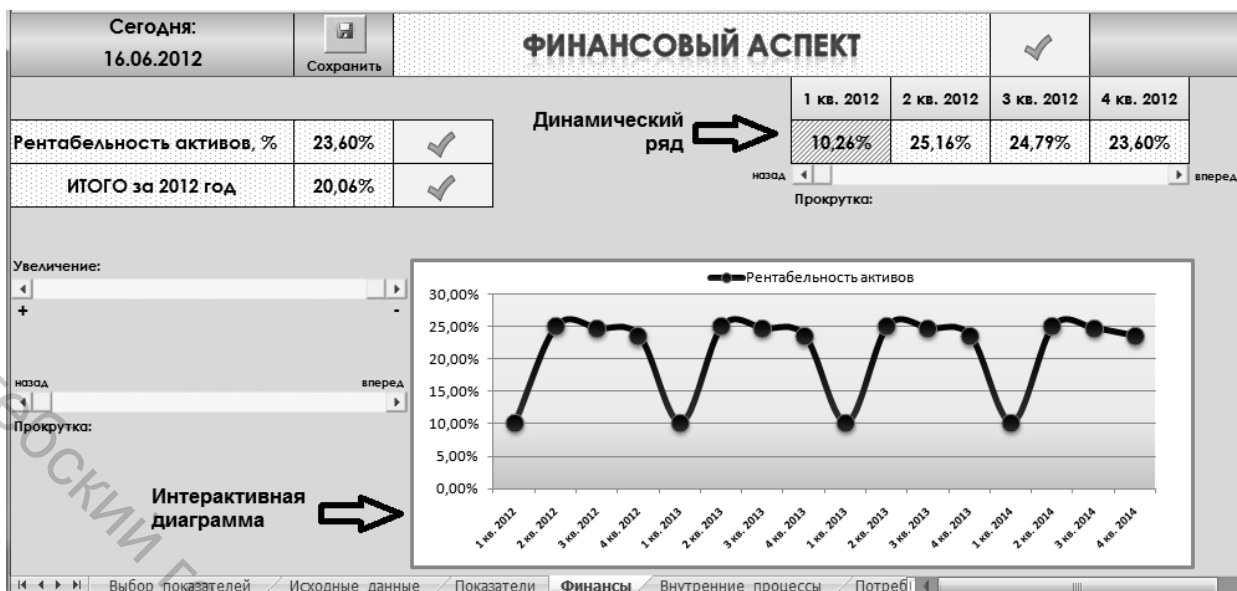 Сегодня:
16.06.2012
Сохранить
ФИНАНСОВЫЙ АСПЕКТ
1 кв. 2012 2 кв. 2012 3 кв. 2012 4 кв. 2012
Динамический
ряд
10,26% 25,16% 24,79% 23,60%
назад вперед
Прокрутка:
Рентабельность активов, % 23,60%
ИТОГО за 2012 год 20,06%
Увеличение:
+ -
назад вперед
Прокрутка:
Интерактивная
диаграмма
Рентабельность активов
30,00%
25,00%
20,00%
15,00%
10,00%
5,00%
0,00%
1 кв. 2012 2 кв. 2012 3 кв. 2012 4 кв. 2012 1 кв. 2013 2 кв. 2013 3 кв. 2013 4 кв. 2013 1 кв. 2013 2 кв. 2013 3 кв. 2013 4 кв. 2013 1 кв. 2014 2 кв. 2014 3 кв. 2014 4 кв. 2014
Выбор показателей Исходные данные Показатели Финансы Внутренние процессы Потреб